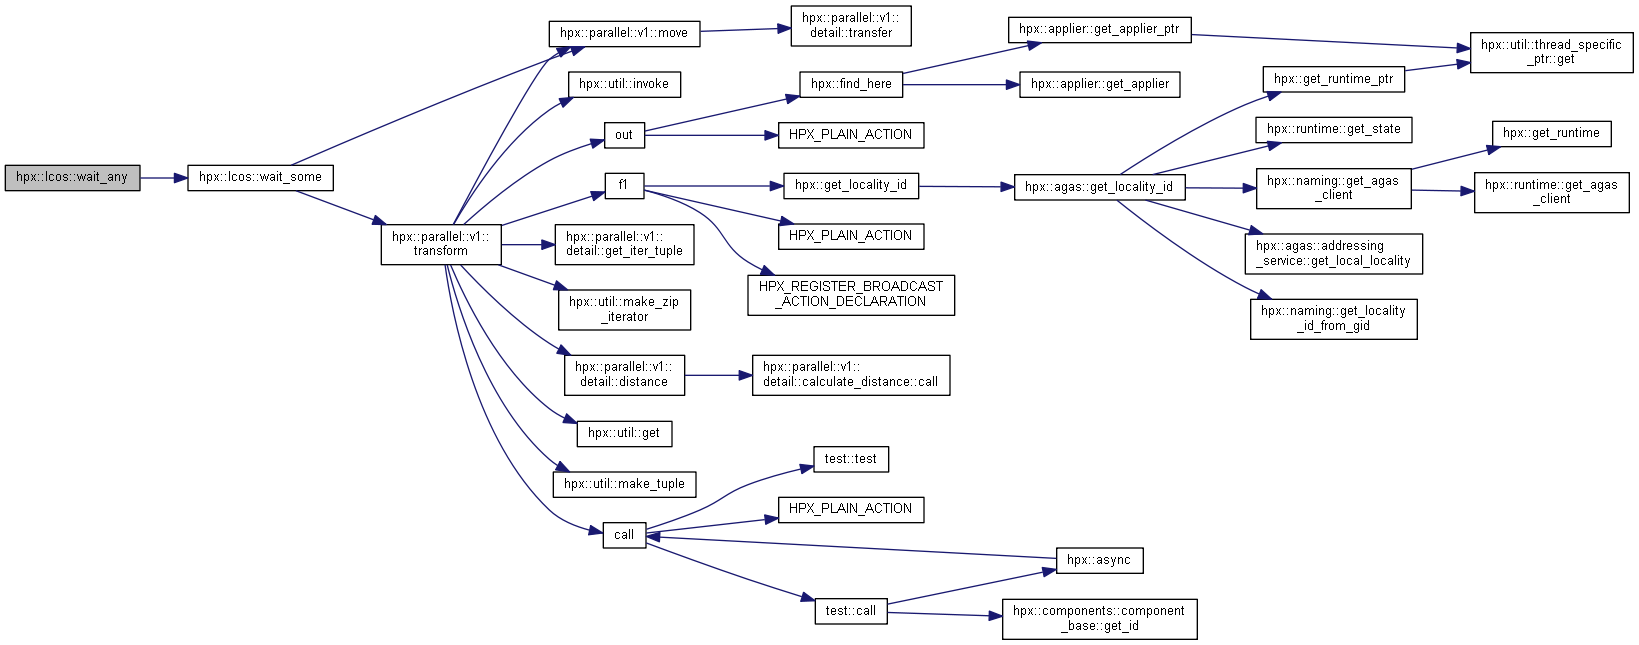 hpx::lcos::wait_any
hpx::lcos::wait_some
hpx::parallel::v1::move
hpx::parallel::v1::
detail::transfer
hpx::parallel::v1::
transform
hpx::util::invoke
out
hpx::find_here
hpx::applier::get_applier_ptr
hpx::util::thread_specific
_ptr::get
hpx::applier::get_applier
HPX_PLAIN_ACTION
f1
hpx::get_locality_id
hpx::agas::get_locality_id
hpx::get_runtime_ptr
hpx::runtime::get_state
hpx::naming::get_agas
_client
hpx::get_runtime
hpx::runtime::get_agas
_client
hpx::agas::addressing
_service::get_local_locality
hpx::naming::get_locality
_id_from_gid
HPX_PLAIN_ACTION
HPX_REGISTER_BROADCAST
_ACTION_DECLARATION
hpx::parallel::v1::
detail::get_iter_tuple
hpx::util::make_zip
_iterator
hpx::parallel::v1::
detail::distance
hpx::parallel::v1::
detail::calculate_distance::call
hpx::util::get
hpx::util::make_tuple
call
test::test
HPX_PLAIN_ACTION
test::call
hpx::async
hpx::components::component
_base::get_id